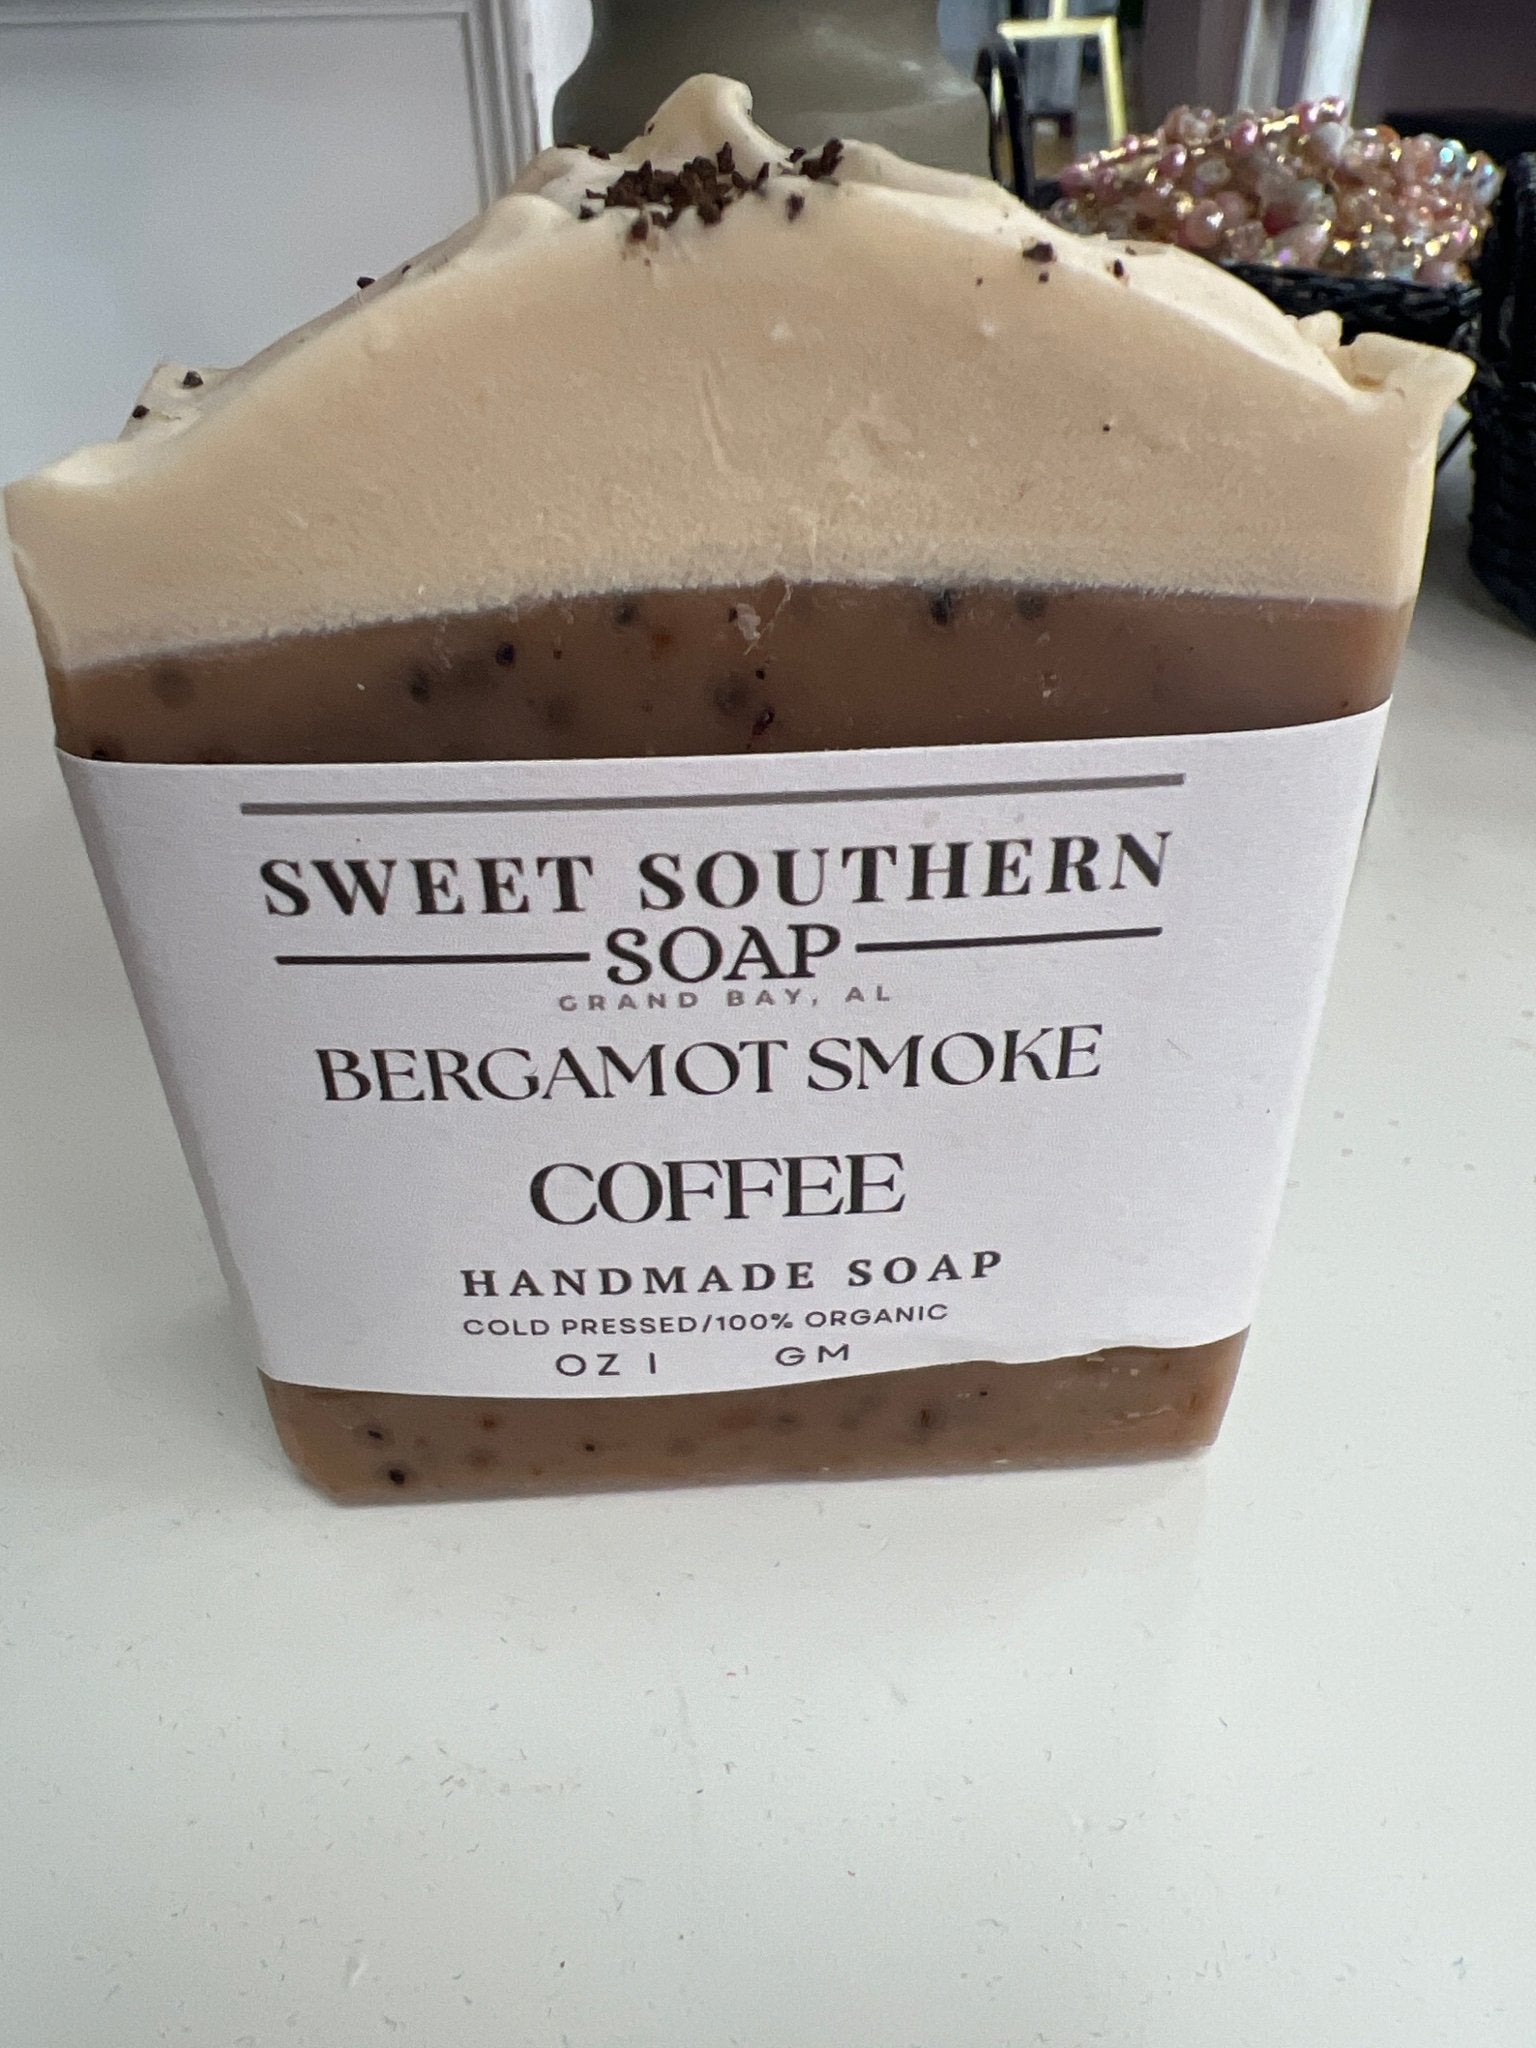 SWEET SOUTHERN
SOAP
GRAND BAY, AL
BERGAMOT SMOKE
COFFEE
HANDMADE SOAP
COLD PRESSED/100% ORGANIC
OZ | GM